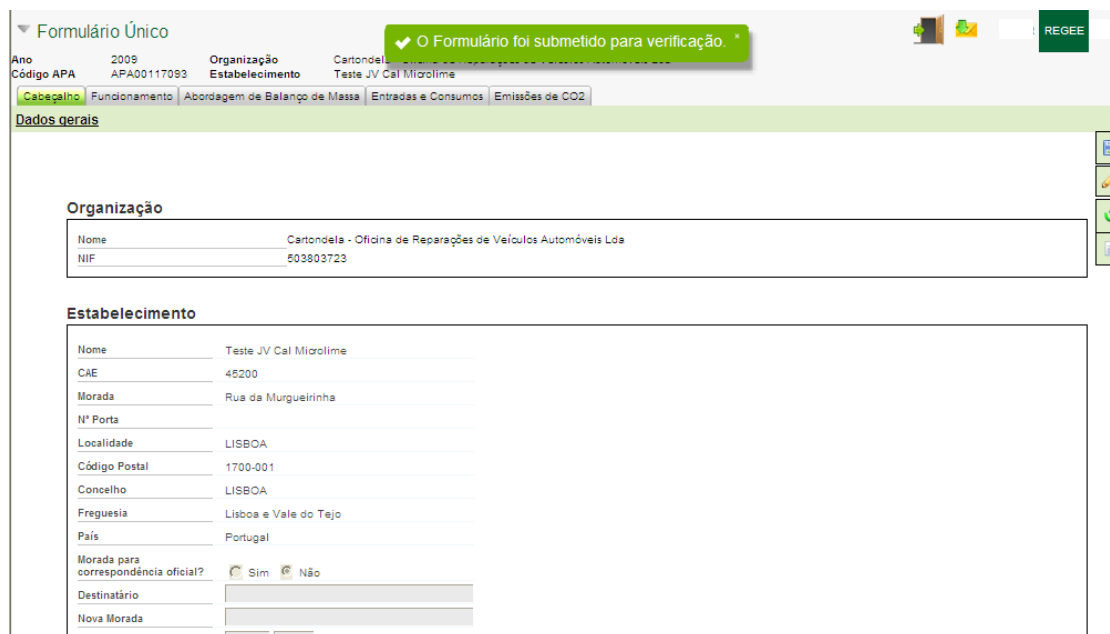 Formulário Único
O Formulário foi submetido para verificação. ×
REGEE
Ano 2009 Organização Cartondela
Código APA APA00117093 Estabelecimento Teste JV Cal Microlime
Cabeçalho Funcionamento Abordagem de Balanço de Massa Entradas e Consumos Emissões de CO2
Dados gerais
Organização
Nome Cartondela - Oficina de Reparações de Veículos Automóveis Lda
NIF 503803723
Estabelecimento
Nome Teste JV Cal Microlime
CAE 45200
Morada Rua da Murgueirinha
Nº Porta
Localidade LISBOA
Código Postal 1700-001
Concelho LISBOA
Freguesia Lisboa e Vale do Tejo
País Portugal
Morada para
correspondência oficial? Sim Não
Destinatário
Nova Morada